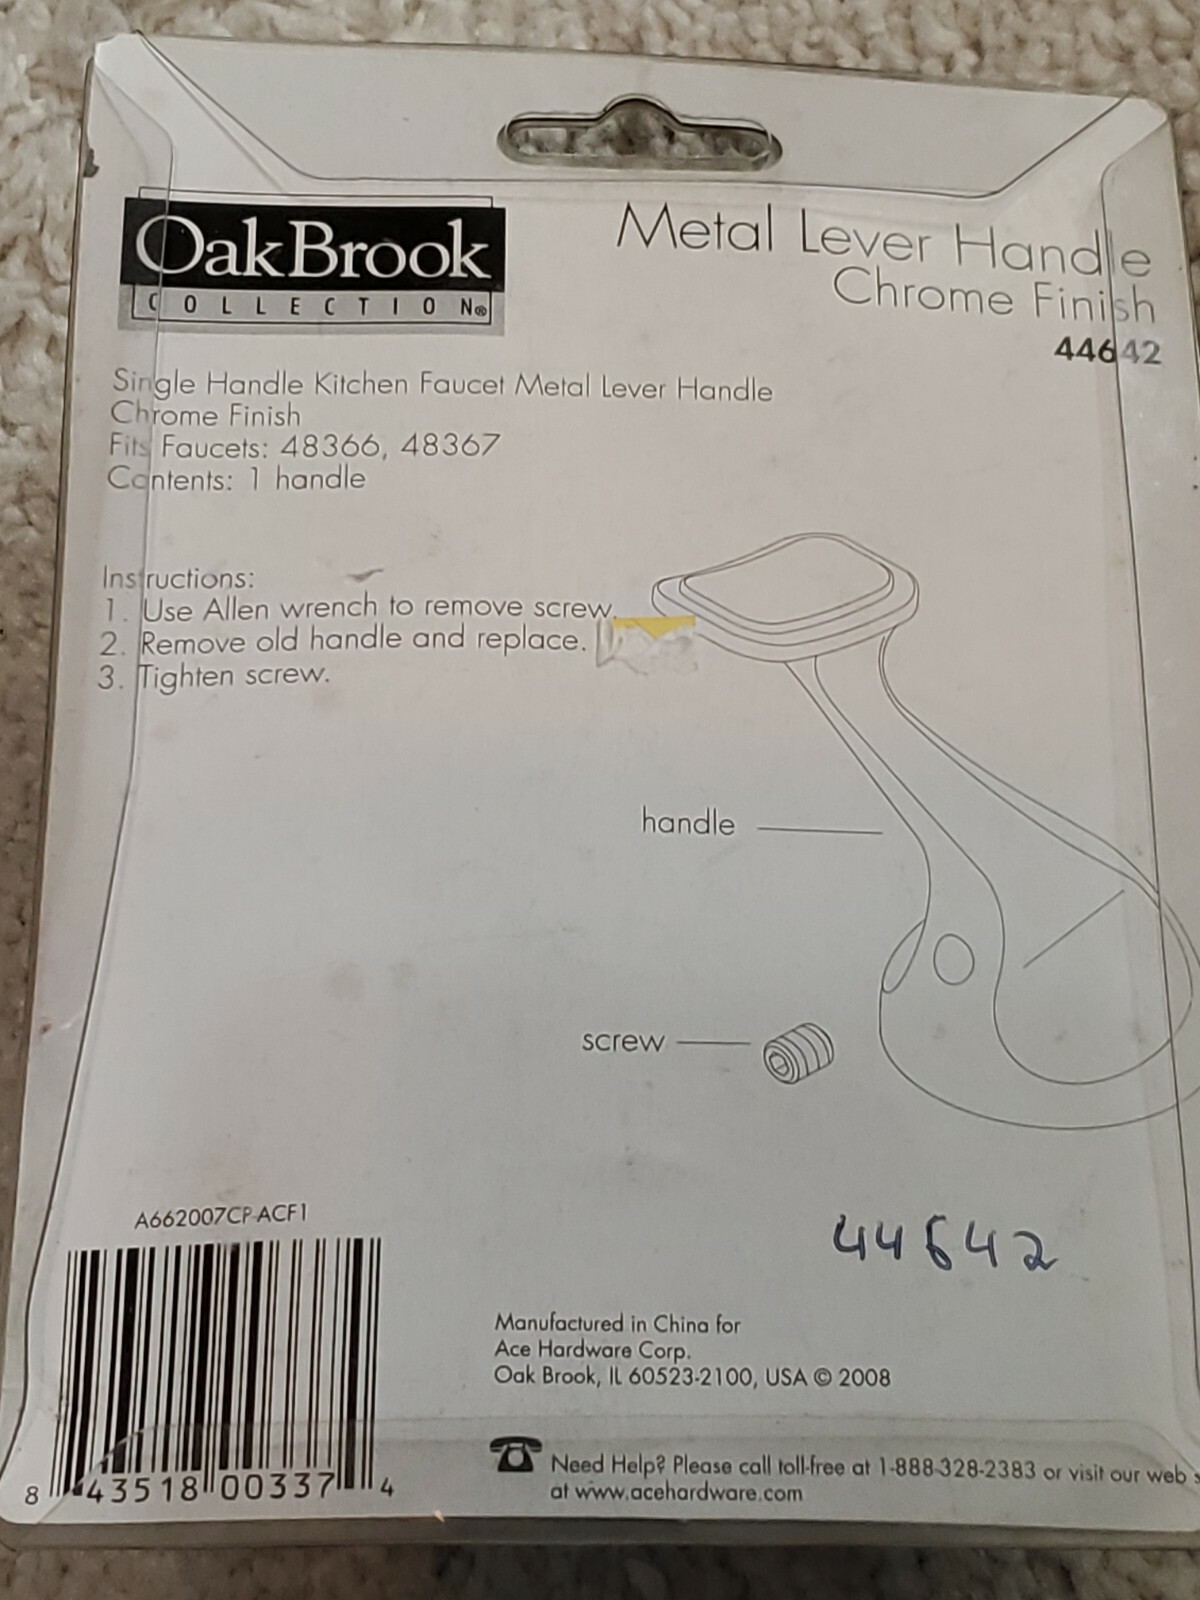 OakBrook
COLLECTION®
Metal Lever Handle
Chrome Finish
44642
Single Handle Kitchen Faucet Metal Lever Handle
Chrome Finish
Fits Faucets: 48366, 48367
Contents: 1 handle
Instructions:
1. Use Allen wrench to remove screw.
2. Remove old handle and replace.
3. Tighten screw.
handle
screw
A662007CP-ACF1
44642
Manufactured in China for
Ace Hardware Corp.
Oak Brook, IL 60523-2100, USA © 2008
Need Help? Please call toll-free at 1-888-328-2383 or visit our web
at www.acehardware.com
8 43518 00337 4